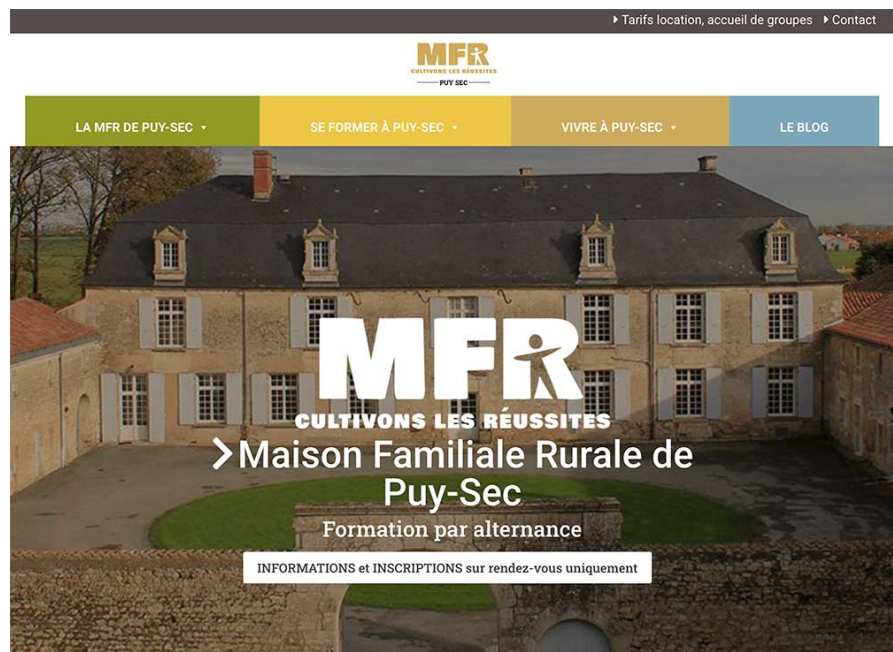 Tarifs location, accueil de groupes Contact
MFR
CULTIVONS LES RÉUSSITES
PUY SEC
LA MFR DE PUY-SEC SE FORMER À PUY-SEC VIVRE À PUY-SEC LE BLOG
MFR
CULTIVONS LES RÉUSSITES
Maison Familiale Rurale de
Puy-Sec
Formation par alternance
INFORMATIONS et INSCRIPTIONS sur rendez-vous uniquement